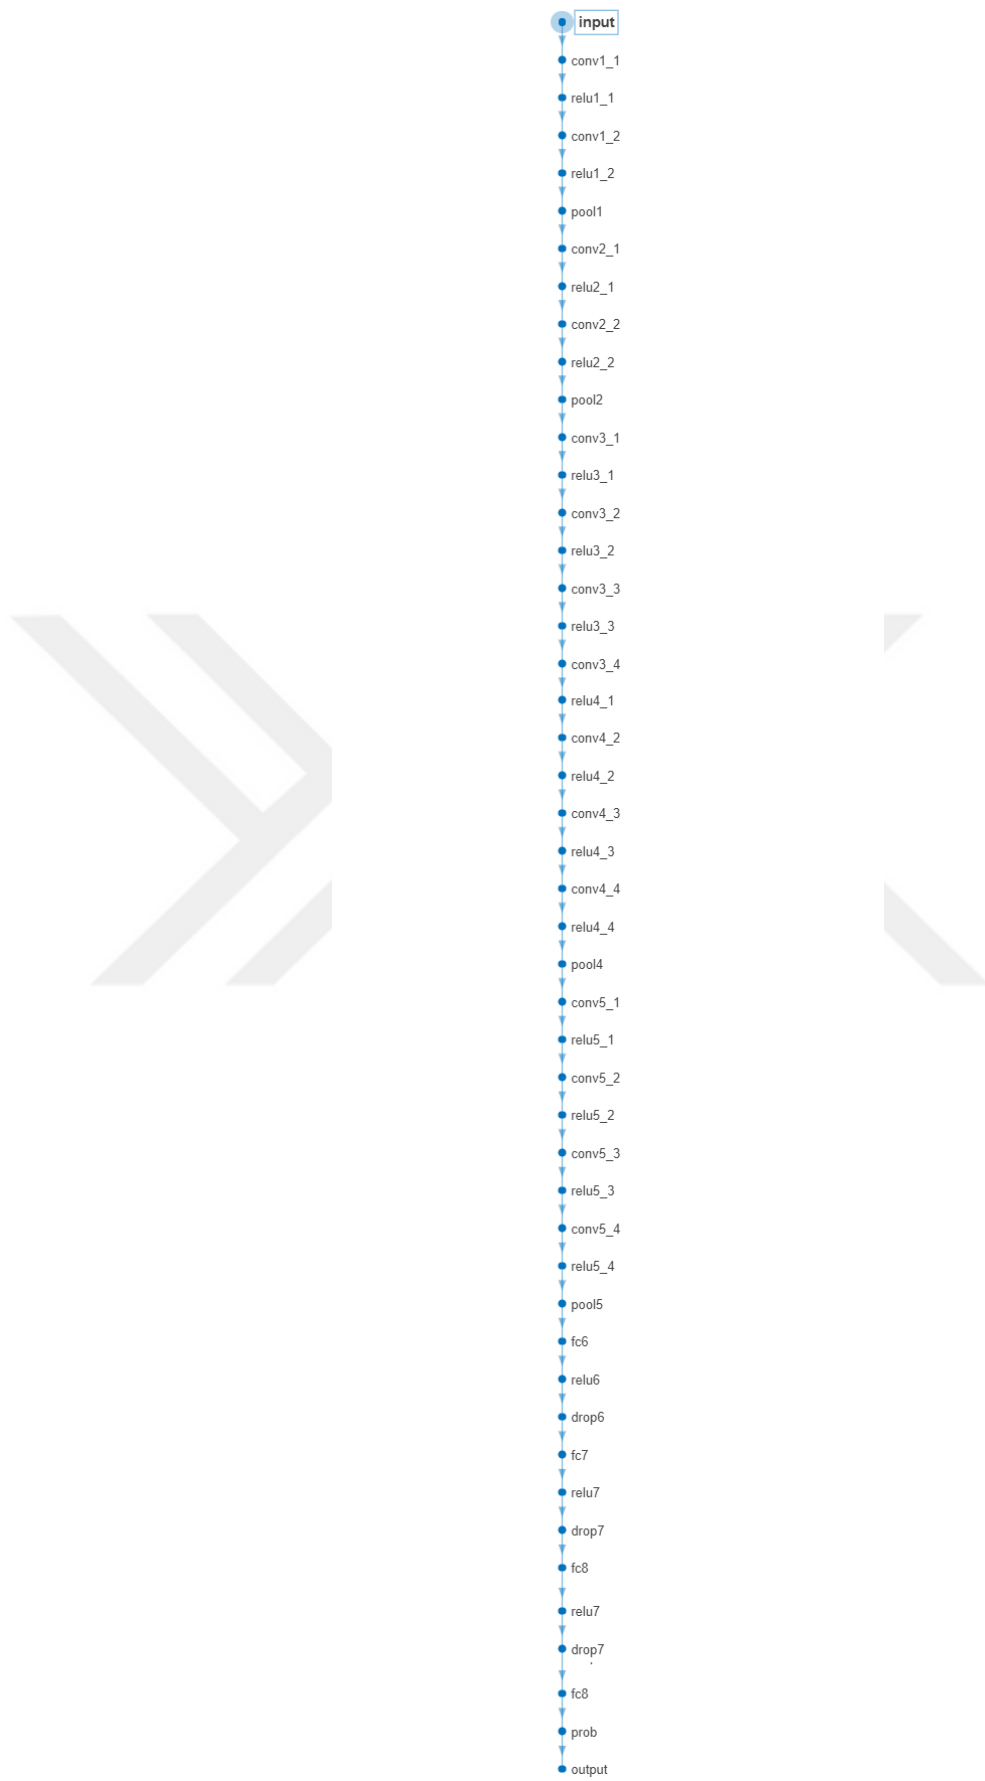 input
conv1_1
relu1_1
conv1_2
relu1_2
pool1
conv2_1
relu2_1
conv2_2
relu2_2
pool2
conv3_1
relu3_1
conv3_2
relu3_2
conv3_3
relu3_3
conv3_4
relu4_1
conv4_2
relu4_2
conv4_3
relu4_3
conv4_4
relu4_4
pool4
conv5_1
relu5_1
conv5_2
relu5_2
conv5_3
relu5_3
conv5_4
relu5_4
pool5
fc6
relu6
drop6
fc7
relu7
drop7
fc8
relu7
drop7
fc8
prob
output